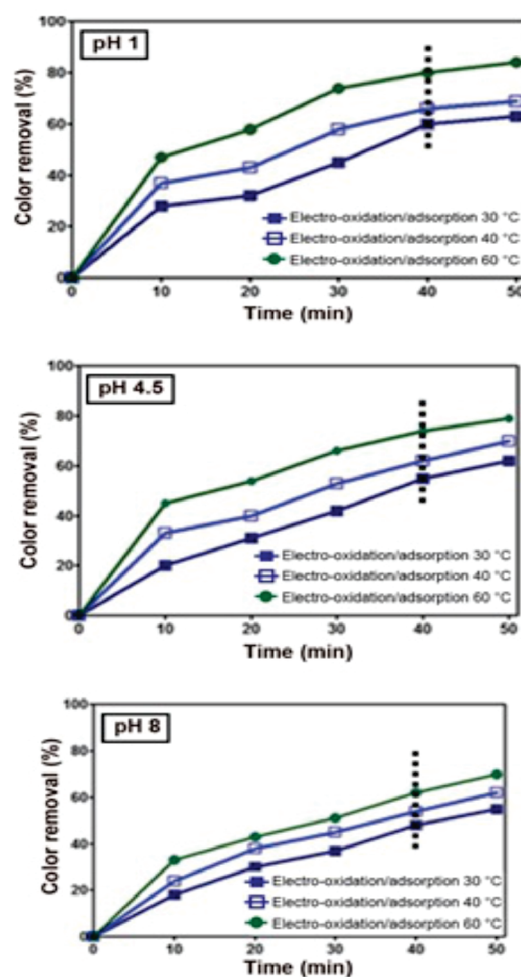 pH 1
100
80
60
40
20
0
Color removal (%)
Electro-oxidation/adsorption 30 °C
Electro-oxidation/adsorption 40 °C
Electro-oxidation/adsorption 60 °C
0 10 20 30 40 50
Time (min)
pH 4.5
100
80
60
40
20
0
Color removal (%)
Electro-oxidation/adsorption 30 °C
Electro-oxidation/adsorption 40 °C
Electro-oxidation/adsorption 60 °C
0 10 20 30 40 50
Time (min)
pH 8
100
80
60
40
20
0
Color removal (%)
Electro-oxidation/adsorption 30 °C
Electro-oxidation/adsorption 40 °C
Electro-oxidation/adsorption 60 °C
0 10 20 30 40 50
Time (min)